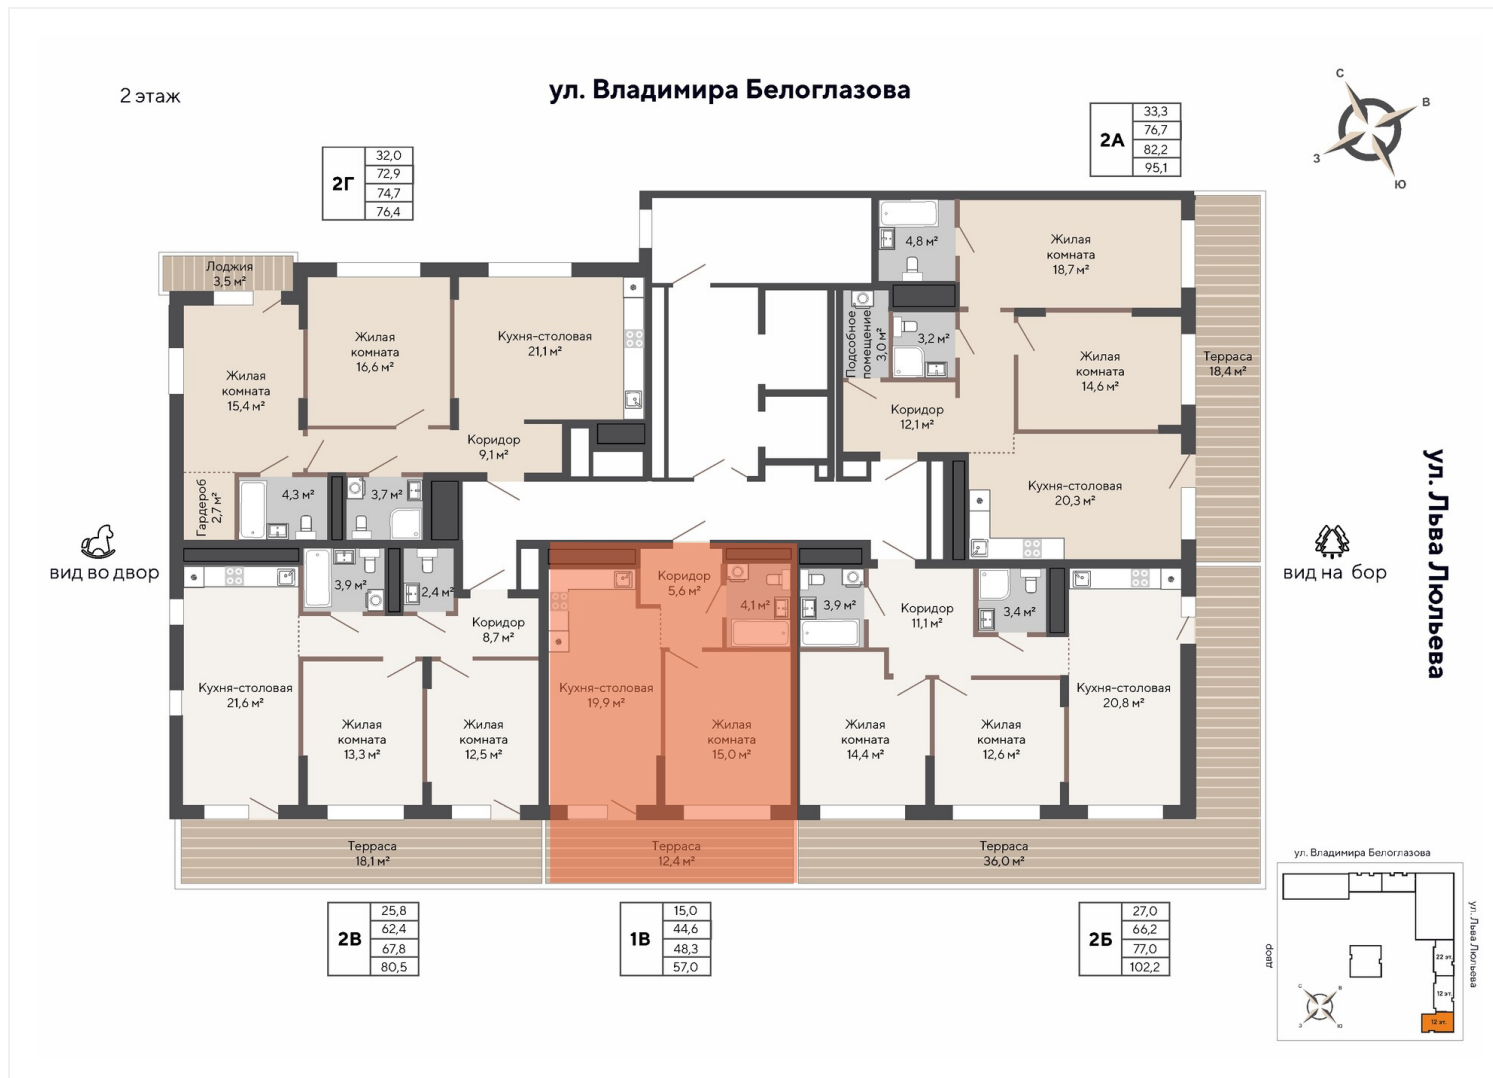 2 этаж
ул. Владимира Белоглазова
С
В
З
Ю
2Г
32,0
72,9
74,7
76,4
2А
33,3
76,7
82,2
95,1
Лоджия
3,5 м²
Жилая
комната
15,4 м²
Жилая
комната
16,6 м²
Кухня-столовая
21,1 м²
Коридор
9,1 м²
Гардероб
2,7 м²
4,3 м²
3,7 м²
4,8 м²
Жилая
комната
18,7 м²
Подсобное
помещение
3,0 м²
3,2 м²
Жилая
комната
14,6 м²
Терраса
18,4 м²
Коридор
12,1 м²
Кухня-столовая
20,3 м²
ул. Льва Люльева
вид во двор
вид на бор
3,9 м²
2,4 м²
Коридор
8,7 м²
Кухня-столовая
21,6 м²
Жилая
комната
13,3 м²
Жилая
комната
12,5 м²
Коридор
5,6 м²
4,1 м²
Кухня-столовая
19,9 м²
Жилая
комната
15,0 м²
3,9 м²
Коридор
11,1 м²
3,4 м²
Жилая
комната
14,4 м²
Жилая
комната
12,6 м²
Кухня-столовая
20,8 м²
Терраса
18,1 м²
Терраса
12,4 м²
Терраса
36,0 м²
2В
25,8
62,4
67,8
80,5
1В
15,0
44,6
48,3
57,0
2Б
27,0
66,2
77,0
102,2
ул. Владимира Белоглазова
двор
ул. Льва Люльева
22 эт.
12 эт.
12 эт.
С
В
З
Ю